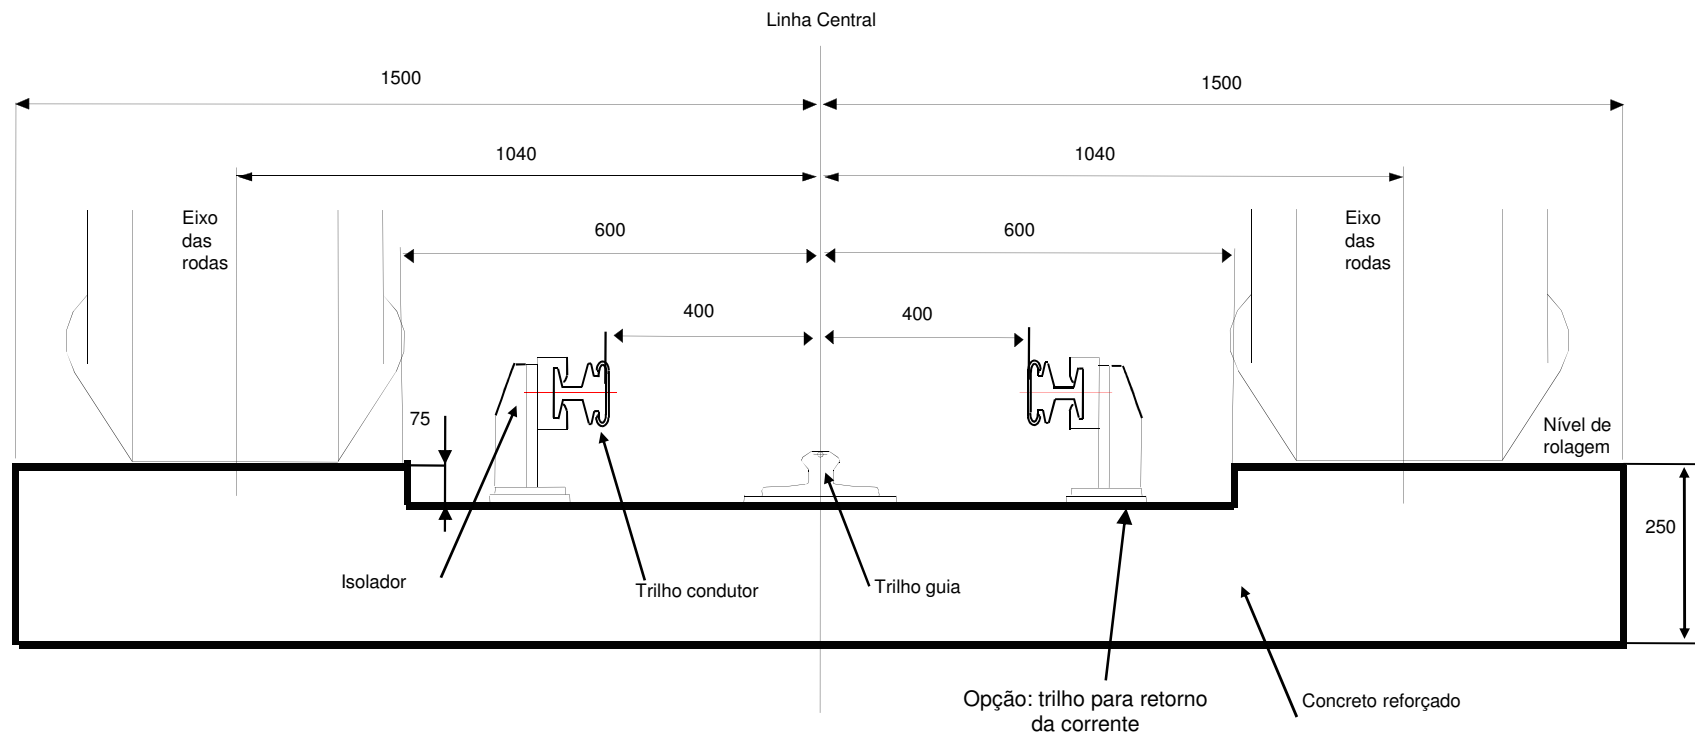 Linha Central
1500
1500
1040
1040
Eixo
das
rodas
Eixo
das
rodas
600
600
400
400
75
Nível de
rolagem
250
Isolador
Trilho condutor
Trilho guia
Opção: trilho para retorno
da corrente
Concreto reforçado